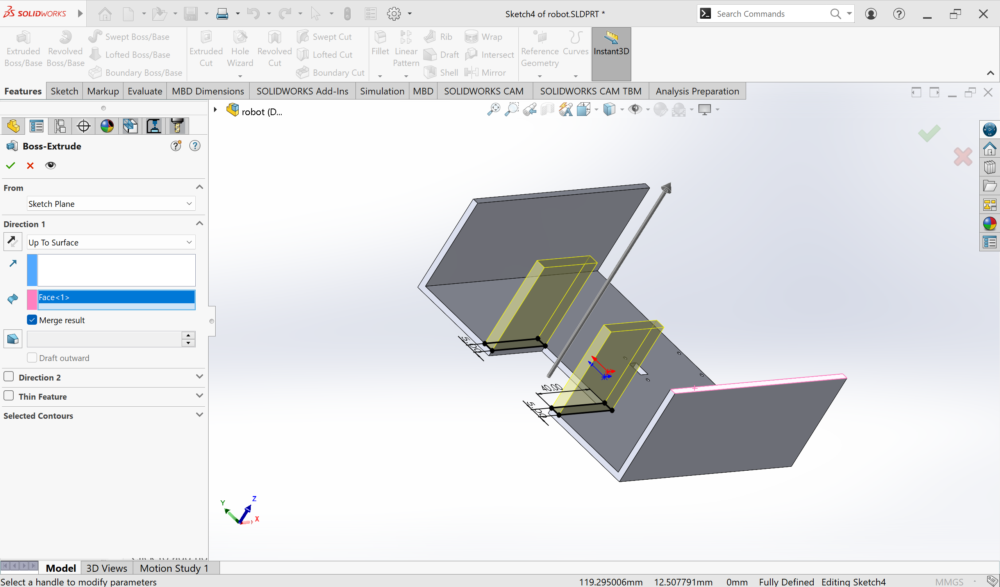 SOLIDWORKS
Sketch4 of robot.SLDPRT *
Search Commands
Extruded Boss/Base
Revolved Boss/Base
Swept Boss/Base
Lofted Boss/Base
Boundary Boss/Base
Extruded Cut
Hole Wizard
Revolved Cut
Swept Cut
Lofted Cut
Boundary Cut
Fillet
Linear Pattern
Rib
Draft
Shell
Wrap
Intersect
Mirror
Reference Geometry
Curves
Instant3D
Features
Sketch
Markup
Evaluate
MBD Dimensions
SOLIDWORKS Add-Ins
Simulation
MBD
SOLIDWORKS CAM
SOLIDWORKS CAM TBM
Analysis Preparation
robot (D...
Boss-Extrude
From
Sketch Plane
Direction 1
Up To Surface
Face<1>
Merge result
Draft outward
Direction 2
Thin Feature
Selected Contours
5.00
40.00
5.00
Y
Z
X
Model
3D Views
Motion Study 1
Select a handle to modify parameters
119.295006mm
12.507791mm
0mm
Fully Defined
Editing Sketch4
MMGS